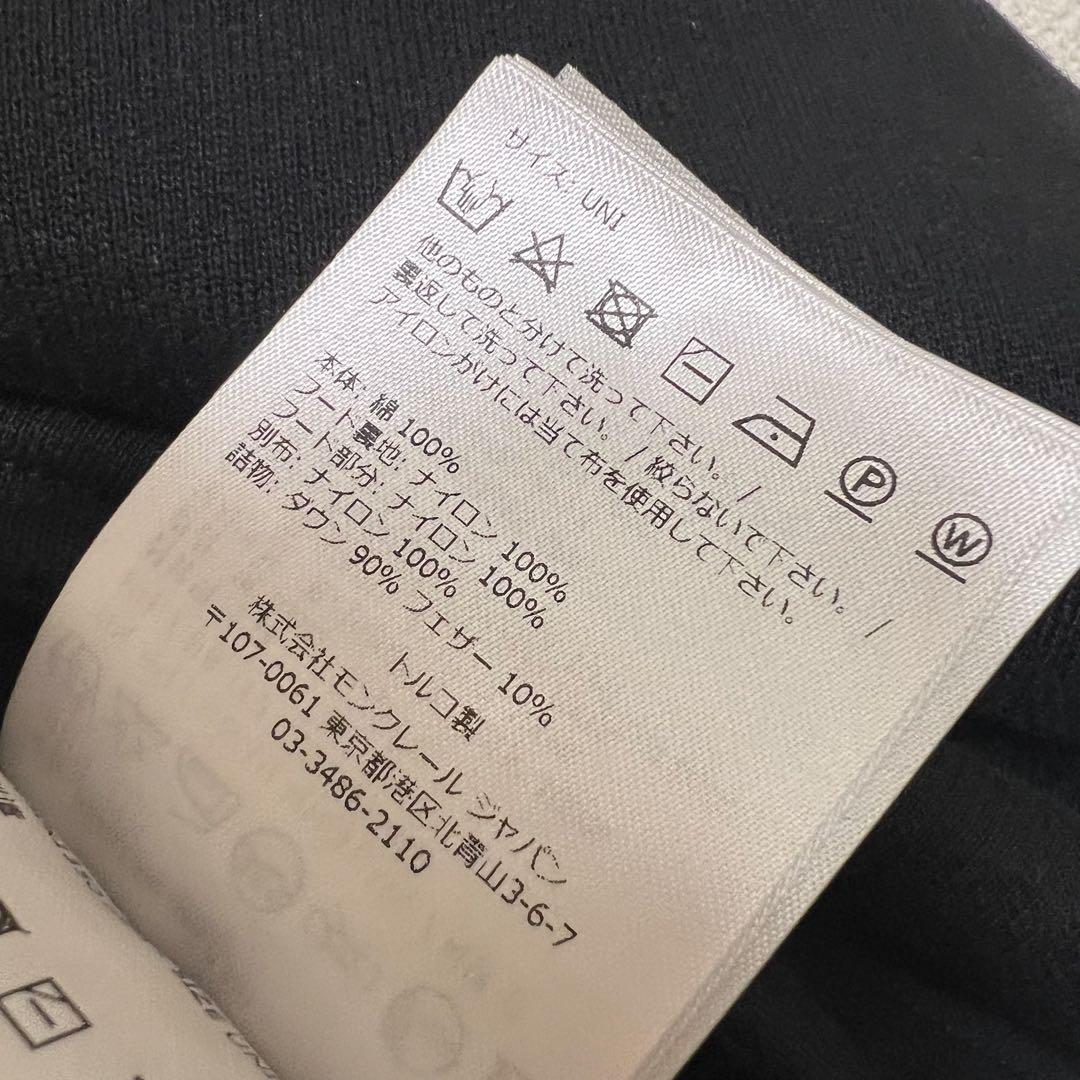 サイズ: UNI
他のものと分けて洗って下さい。/
裏返して洗って下さい。/絞らないで下さい。/
アイロンがけには当て布を使用して下さい。
本体: 綿 100%
フード裏地: ナイロン 100%
フード部分: ナイロン 100%
別布: ナイロン 100%
詰物: ダウン 90% フェザー 10%
トルコ製
株式会社モンクレール ジャパン
〒107-0061 東京都港区北青山3-6-7
03-3486-2110
P
W